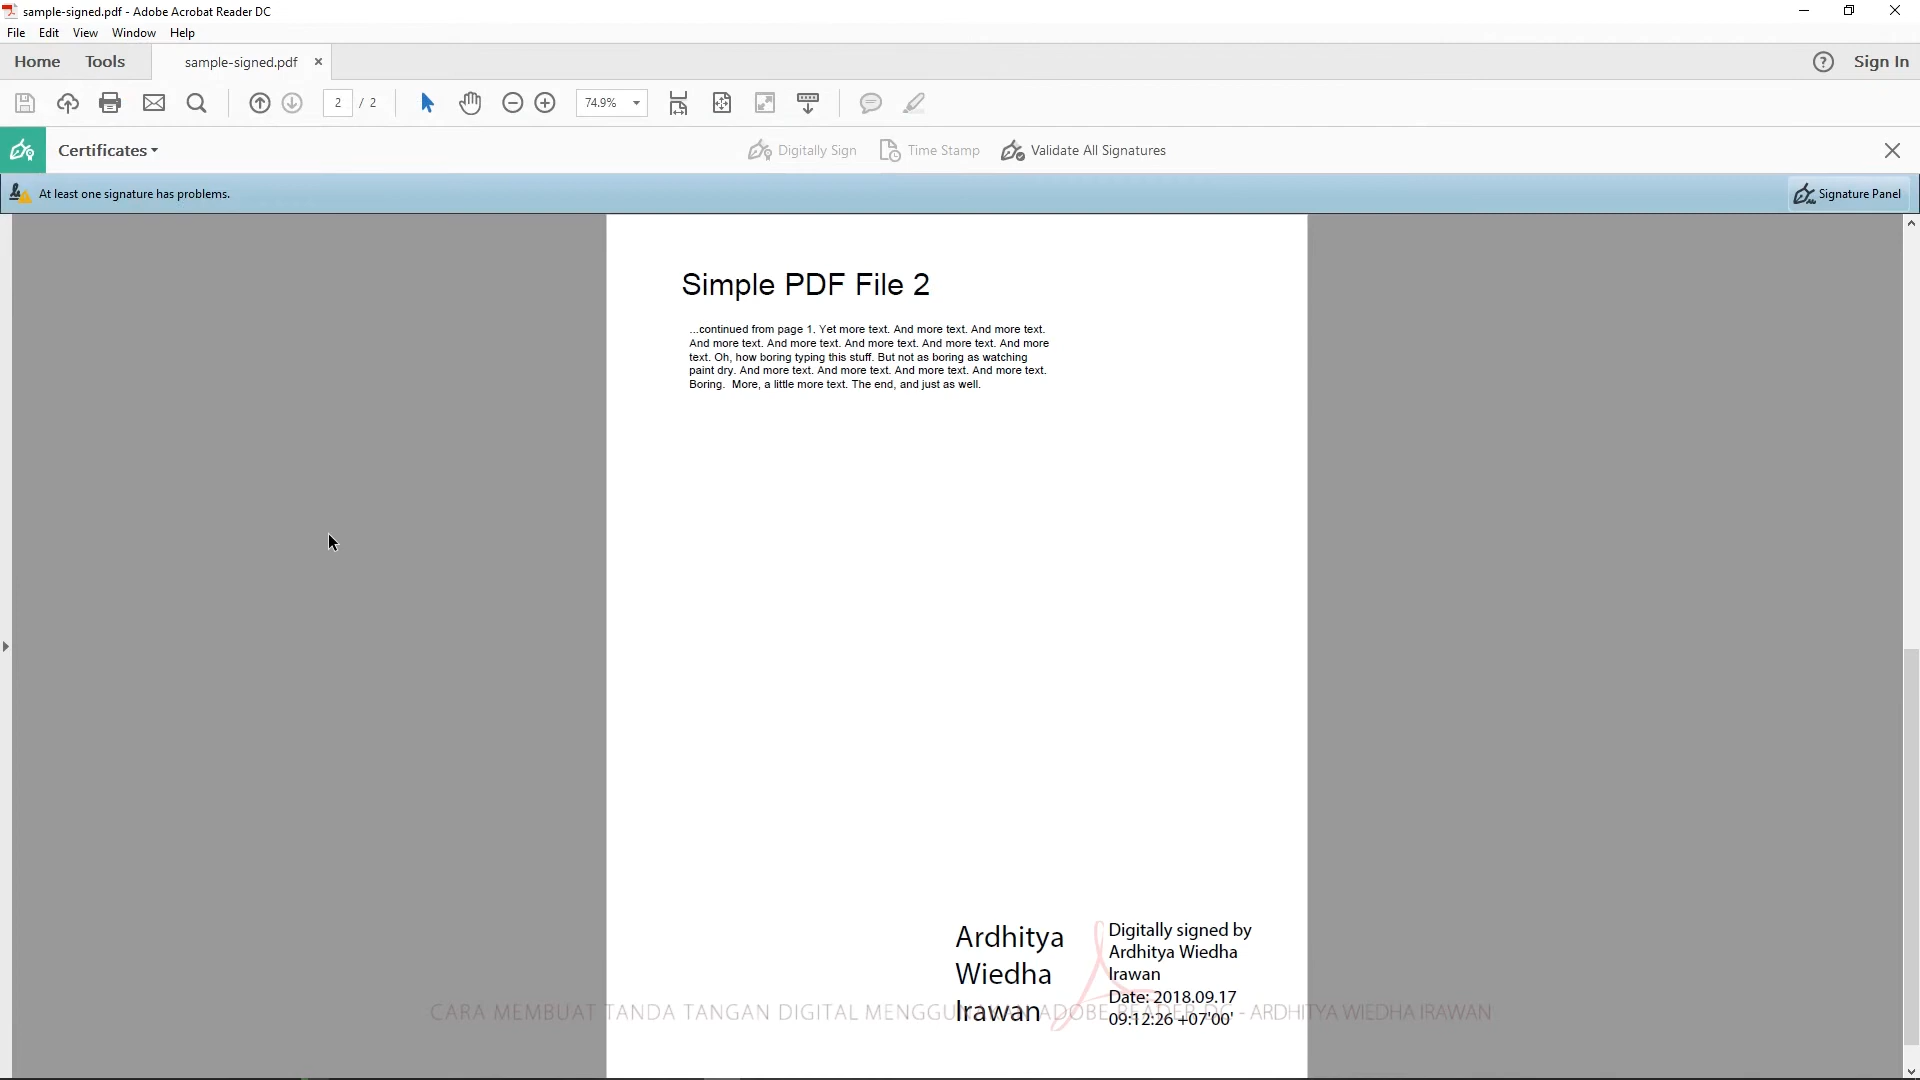 sample-signed.pdf - Adobe Acrobat Reader DC
File Edit View Window Help
Home Tools sample-signed.pdf × Sign In
2 / 2 74.9%
Certificates Digitally Sign Time Stamp Validate All Signatures
At least one signature has problems. Signature Panel
Simple PDF File 2
...continued from page 1. Yet more text. And more text. And more text.
And more text. And more text. And more text. And more text. And more
text. Oh, how boring typing this stuff. But not as boring as watching
paint dry. And more text. And more text. And more text. And more text.
Boring. More, a little more text. The end, and just as well.
Ardhitya
Wiedha
Irawan
Digitally signed by
Ardhitya Wiedha
Irawan
Date: 2018.09.17
09:12:26 +07'00'
CARA MEMBUAT TANDA TANGAN DIGITAL MENGGUNAKAN ADOBE READER DC - ARDHITYA WIEDHA IRAWAN